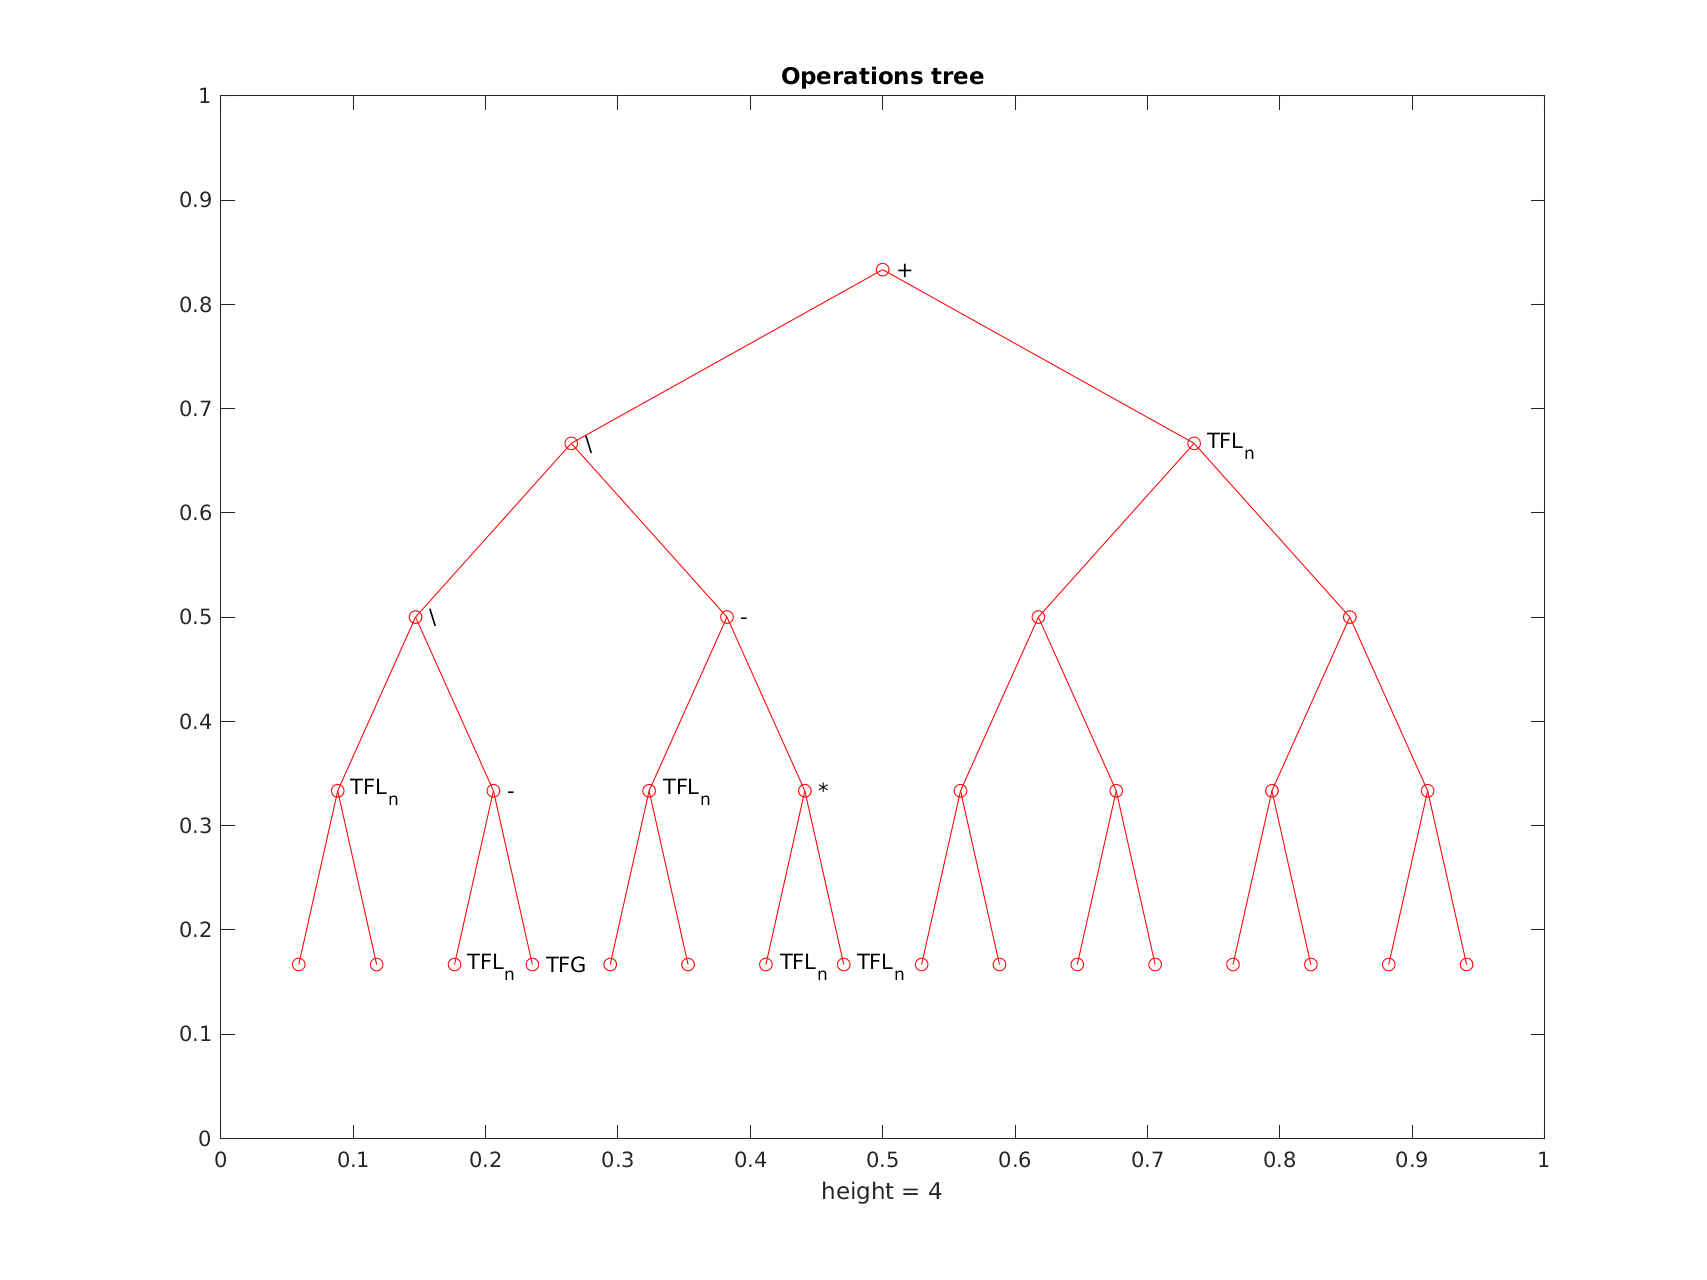 Operations tree
1
0.9
0.8
0.7
0.6
0.5
0.4
0.3
0.2
0.1
0
+
\ TFLn
\ -
TFLn - TFLn *
TFLn TFG TFLn TFLn
0 0.1 0.2 0.3 0.4 0.5 0.6 0.7 0.8 0.9 1
height = 4